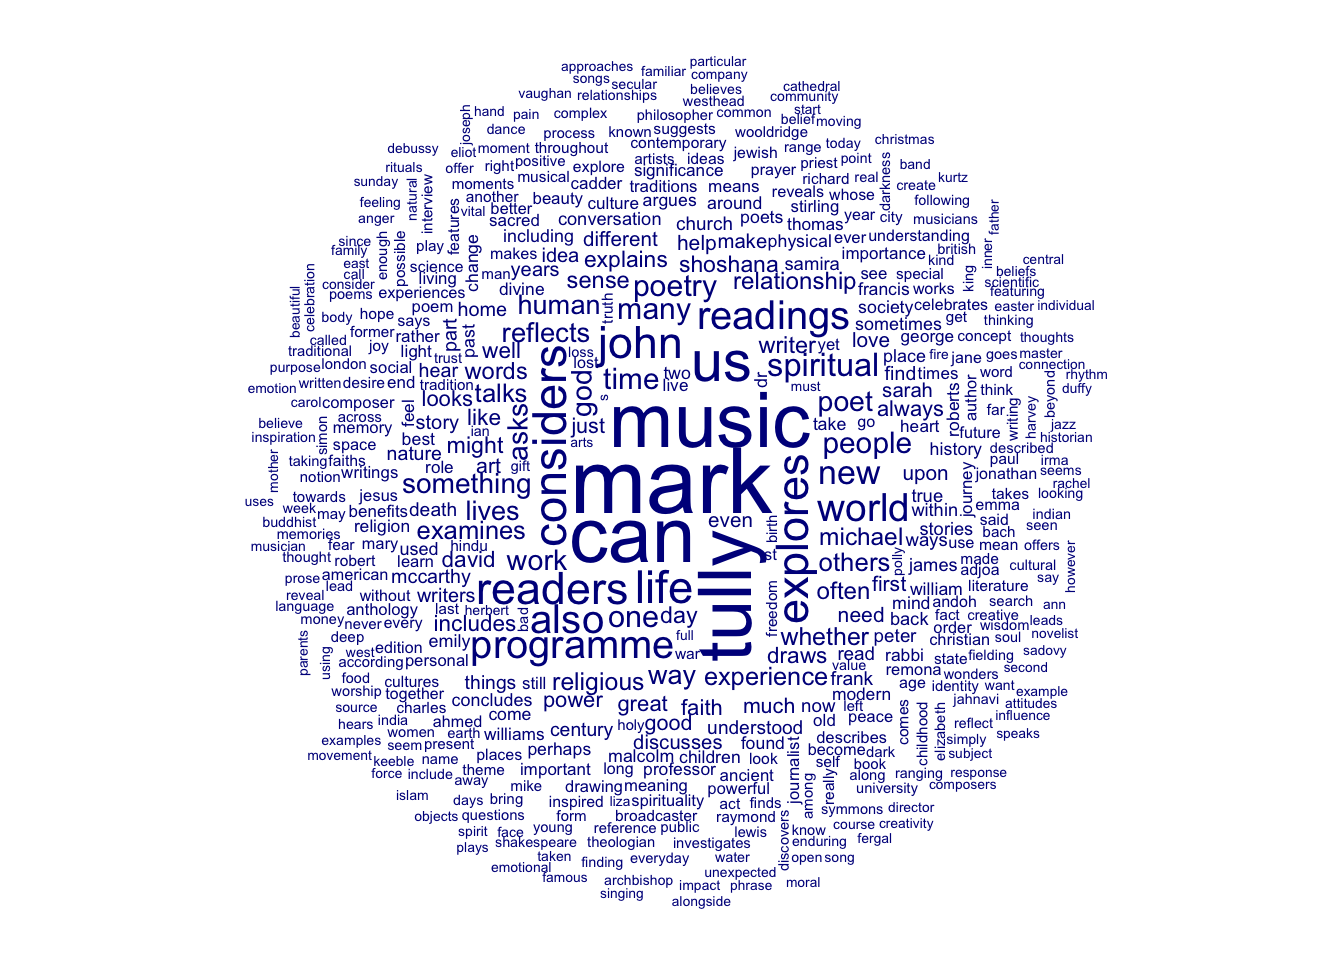 approaches familiar particular
songs secular company
vaughan relationships believes cathedral
westhead community
joseph hand pain complex philosopher common start
belief moving
dance process known suggests wooldridge
debussy eliot moment throughout contemporary jewish range today christmas
rituals offer right positive explore artists ideas priest point band
sunday moments musical significance prayer richard real darkness create kurtz
feeling natural interview another beauty cadder traditions means reveals whose following
anger vital better culture argues around stirling year city musicians
since features sacred conversation church poets thomas father
family enough possible play including different help make physical ever understanding british inner
east science change makes idea explains shoshana samira importance kind central
call living man years sense poetry relationship see special king beliefs
consider experiences divine francis works scientific
beautiful celebration poems poem home human truth many readings society celebrates featuring
body hope part past reflects john us sometimes get easter individual
former says writer yet love george concept thinking
called joy rather well loss place fire jane goes master thoughts
traditional light trust words lost time two spiritual find times word connection
purpose london social hear god live dr sarah rhythm
emotion written desire end tradition looks talks considers s must roberts author think beyond duffy
carol composer feel story like just music poet always far writing harvey
across memory ian asks take go heart future jazz
believe simon best might arts people history described historian
inspiration space nature art gift mark explores new upon paul irma
taking faiths role something world journey jonathan seems
mother notion writings true takes looking rachel
uses towards jesus benefits death lives can even birth within emma indian
week may examines tully michael stories said seen
buddhist religion used st ways use bach
memories fear mary hindu work others polly mean offers
musician thought robert learn david james made cultural
prose american mccarthy readers life often first adjoa say however
reveal lead without writers william literature
language anthology last herbert also one day freedom mind andoh search ann
money never every includes bad need back fact creative
parents deep edition emily programme full whether peter order wisdom leads
using west war christian soul novelist
according personal draws read rabbi state fielding sadovy
food cultures things still religious way experience value frank remona wonders second
worship together concludes power great faith much now modern age identity want example
source charles left jahnavi attitudes
hears india ahmed come century holy good understood old peace comes childhood elizabeth reflect influence
women earth williams describes simply speaks
examples seem present places perhaps discusses found become dark subject
movement keeble name malcolm children look journalist self book
force include theme important long professor ancient along ranging response
away mike drawing meaning powerful really university composers
islam days bring inspired liza spirituality act finds among
objects questions form broadcaster raymond symmons director
spirit face young reference public lewis know course creativity
plays shakespeare theologian investigates discovers enduring fergal
taken finding everyday water open song
emotional unexpected
famous archbishop impact phrase moral
singing
alongside